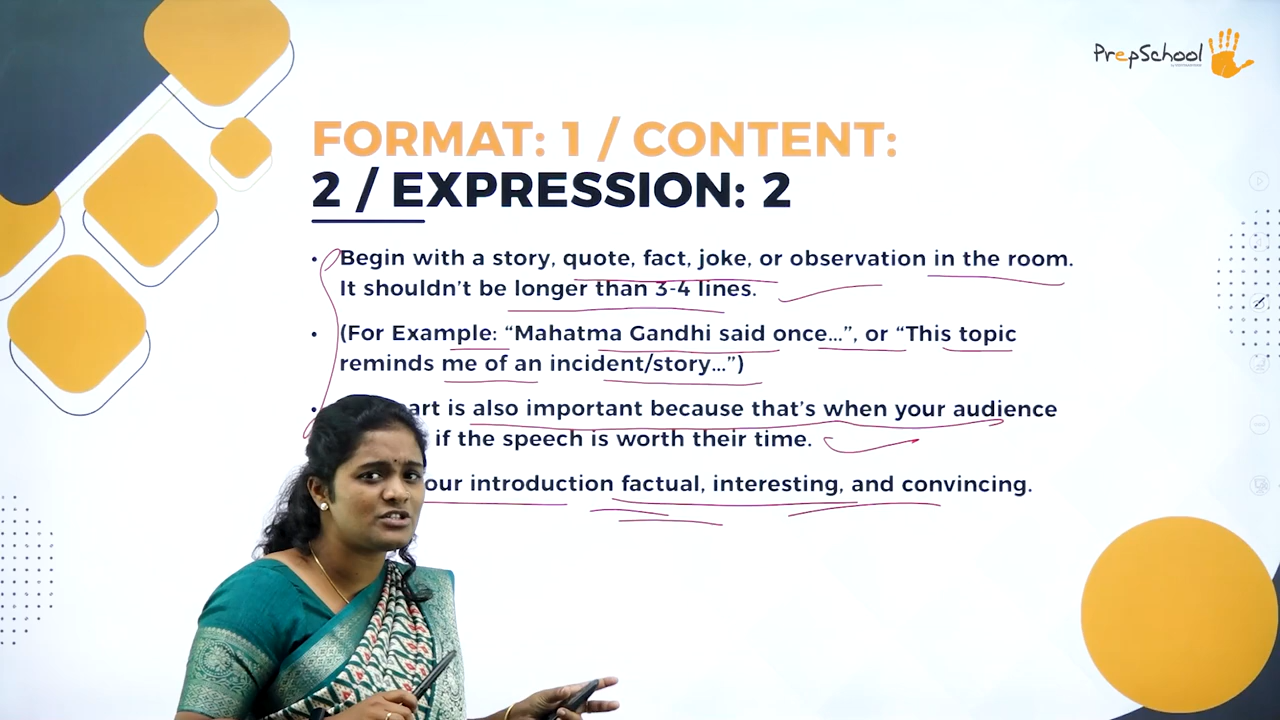 PrepSchool
FORMAT: 1 / CONTENT:
2 / EXPRESSION: 2
• Begin with a story, quote, fact, joke, or observation in the room.
It shouldn't be longer than 3-4 lines.
• (For Example: “Mahatma Gandhi said once...”, or “This topic
reminds me of an incident/story...”)
• is also important because that's when your audience
if the speech is worth their time.
introduction factual, interesting, and convincing.